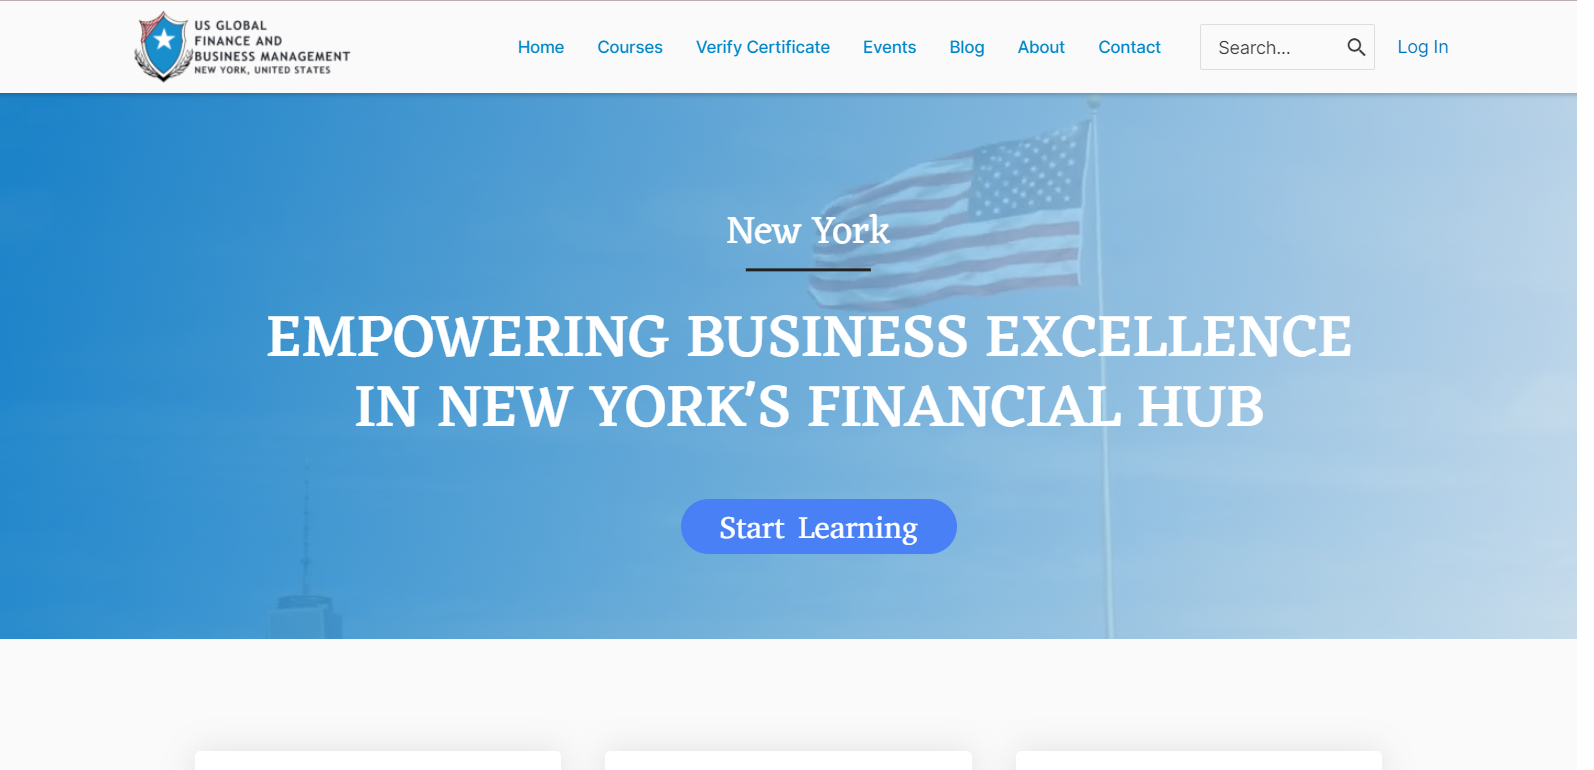 US GLOBAL
FINANCE AND
BUSINESS MANAGEMENT
NEW YORK, UNITED STATES
Home
Courses
Verify Certificate
Events
Blog
About
Contact
Search...
Log In
New York
EMPOWERING BUSINESS EXCELLENCE
IN NEW YORK'S FINANCIAL HUB
Start Learning